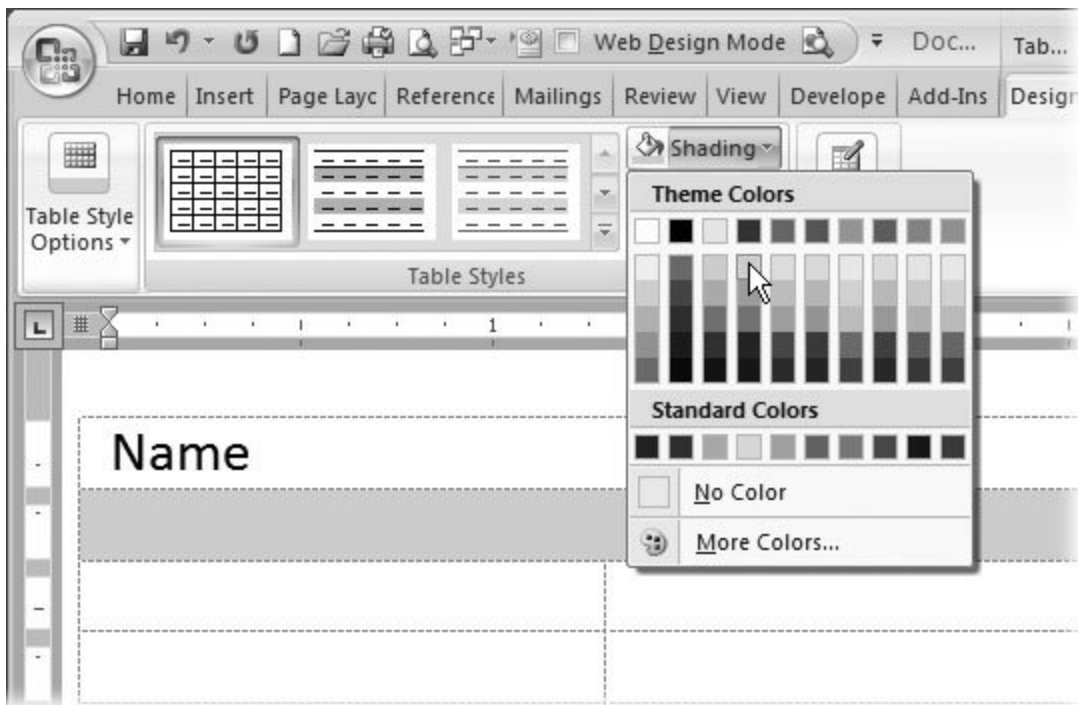 Web Design Mode Doc... Tab...
Home Insert Page Layc Reference Mailings Review View Develope Add-Ins Design
Shading
Table Style
Options
Table Styles
Theme Colors
1
Standard Colors
Name
No Color
More Colors...